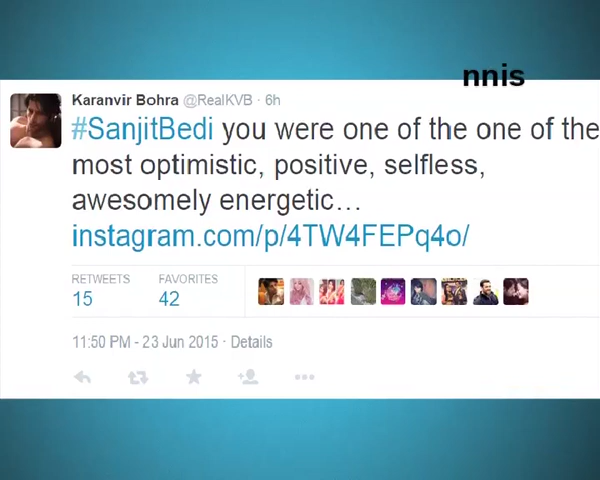 nnis
Karanvir Bohra @RealKVB · 6h
#SanjitBedi you were one of the one of the
most optimistic, positive, selfless,
awesomely energetic…
instagram.com/p/4TW4FEPq4o/
RETWEETS FAVORITES
15 42
11:50 PM - 23 Jun 2015 · Details